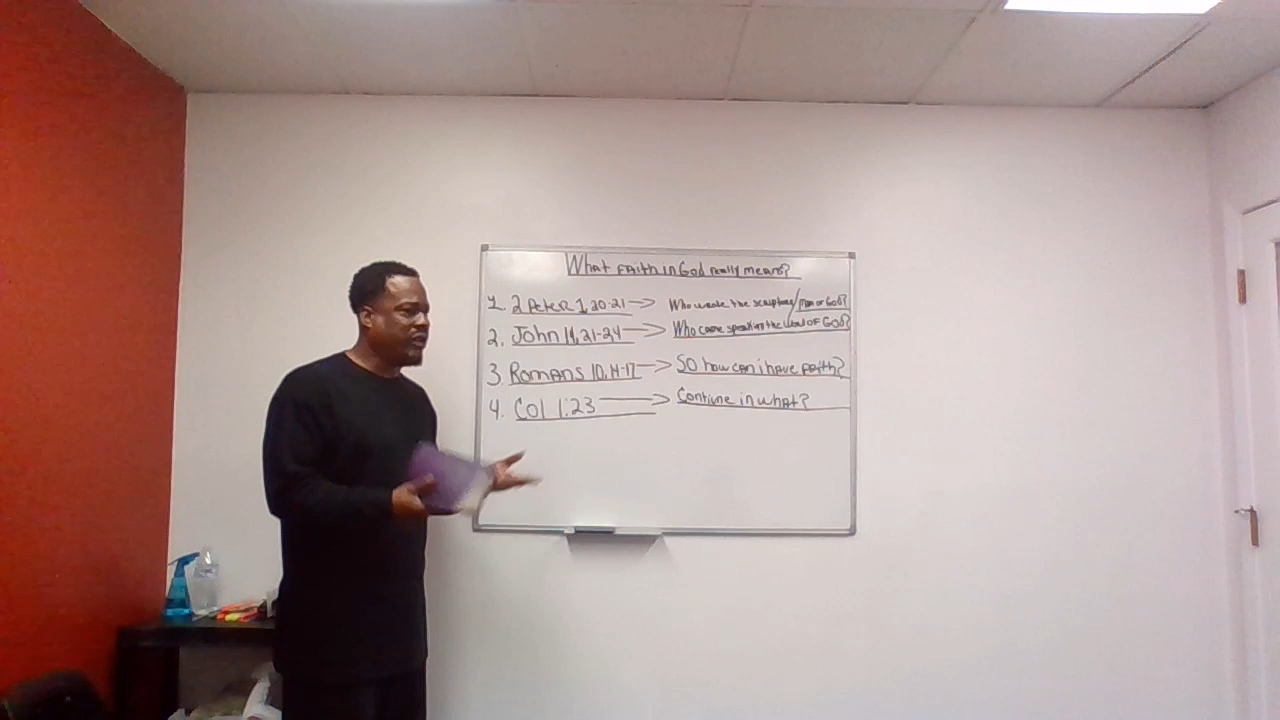 What Faith in God really means?
1. 2 Peter 1,20-21 → Who wrote the scriptures/man of God?
2. John 14,21-24 → Who came speaking the word of God?
3. Romans 10,14-17 → So how can i have faith?
4. Col 1:23 → Continue in what?